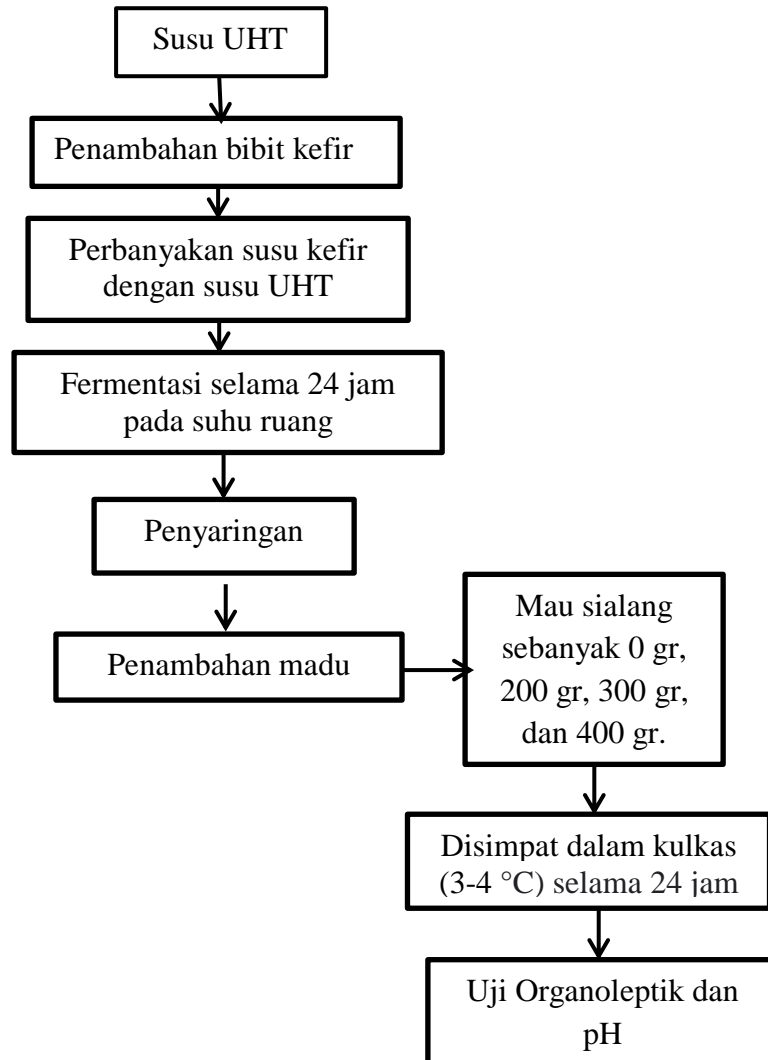 Susu UHT
Penambahan bibit kefir
Perbanyakan susu kefir
dengan susu UHT
Fermentasi selama 24 jam
pada suhu ruang
Penyaringan
Penambahan madu
Mau sialang
sebanyak 0 gr,
200 gr, 300 gr,
dan 400 gr.
Disimpat dalam kulkas
(3-4 °C) selama 24 jam
Uji Organoleptik dan
pH